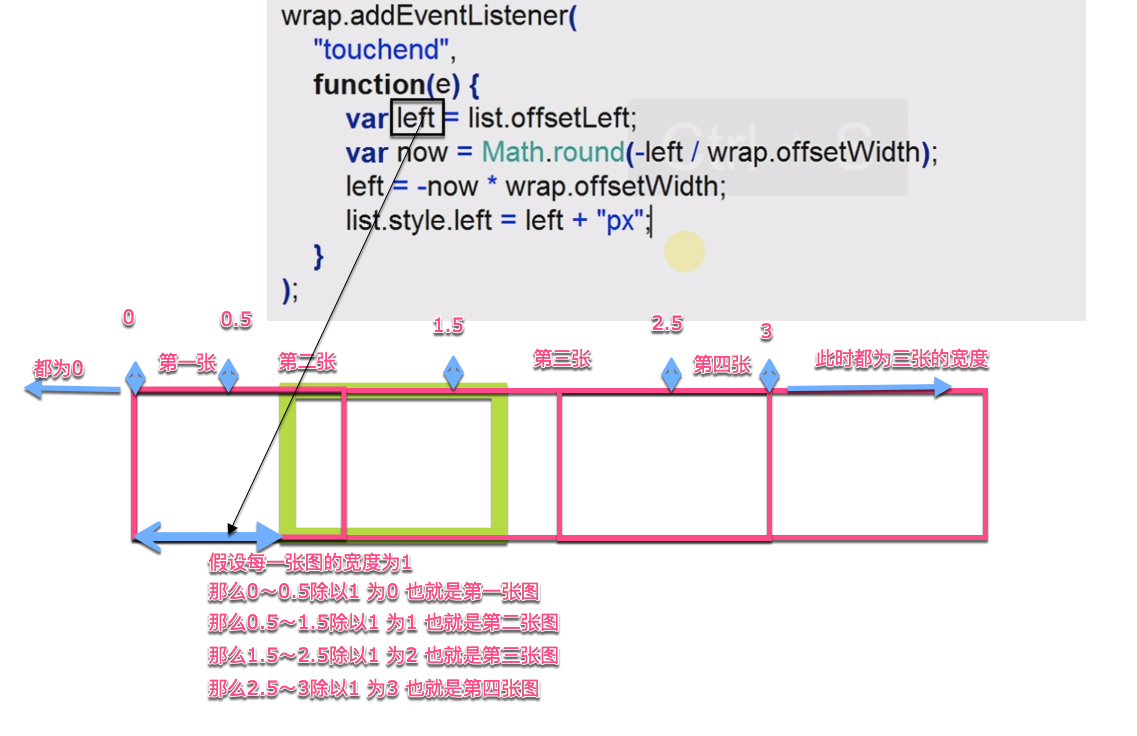 wrap.addEventListener(
"touchend",
function(e) {
var left = list.offsetLeft;
var now = Math.round(-left / wrap.offsetWidth);
left = -now * wrap.offsetWidth;
list.style.left = left + "px";
}
);
Ctrl + S
0 0.5 1.5 2.5 3
都为0 第一张 第二张 第三张 第四张 此时都为三张的宽度
假设每一张图的宽度为1
那么0～0.5除以1 为0 也就是第一张图
那么0.5～1.5除以1 为1 也就是第二张图
那么1.5～2.5除以1 为2 也就是第三张图
那么2.5～3除以1 为3 也就是第四张图